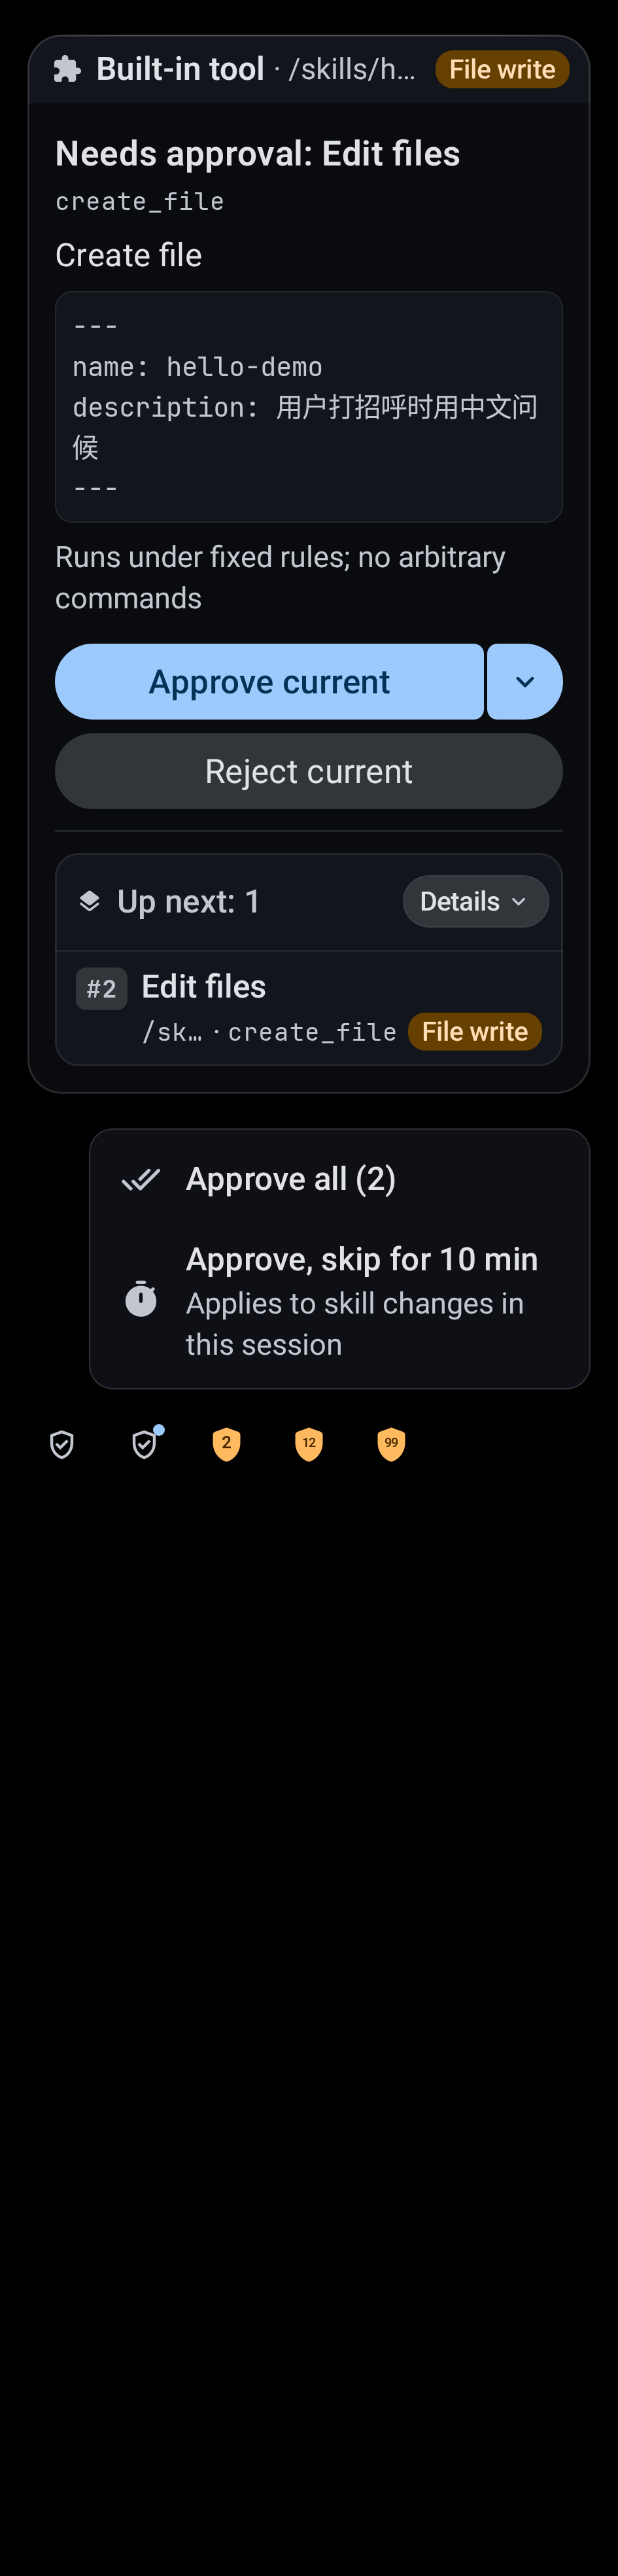 Built-in tool · /skills/h… File write
Needs approval: Edit files
create_file
Create file
---
name: hello-demo
description: 用户打招呼时用中文问
候
---
Runs under fixed rules; no arbitrary
commands
Approve current
Reject current
Up next: 1 Details
#2 Edit files
/sk… · create_file File write
Approve all (2)
Approve, skip for 10 min
Applies to skill changes in
this session
2 12 99